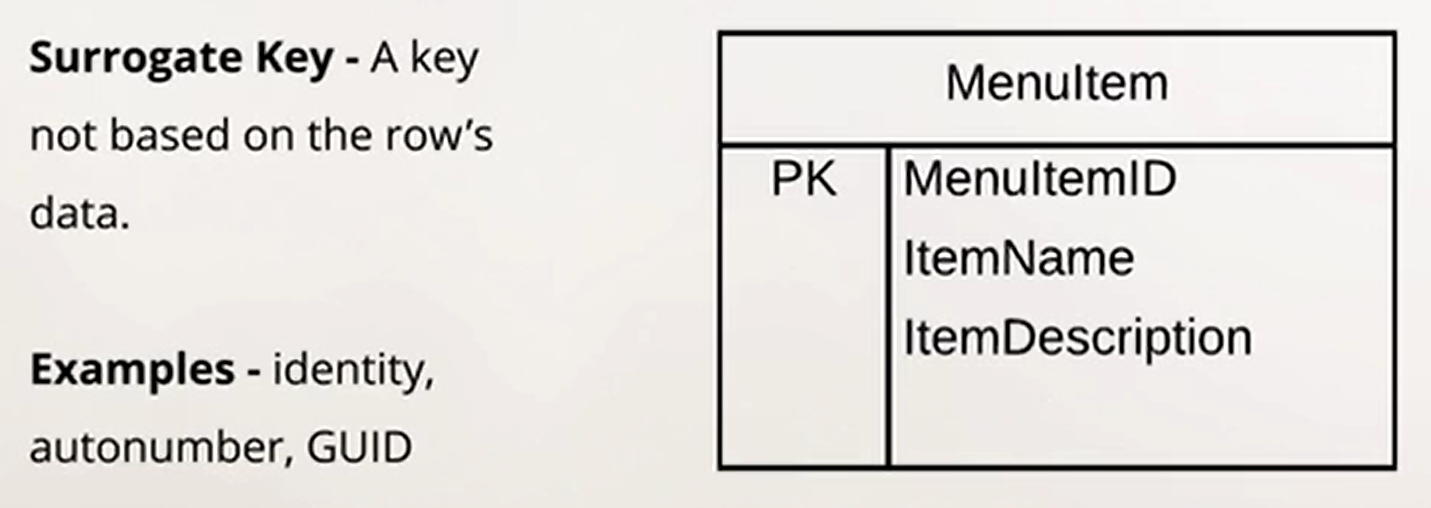 Surrogate Key - A key
not based on the row's
data.
Examples - identity,
autonumber, GUID
MenuItem
PK MenuItemID
ItemName
ItemDescription